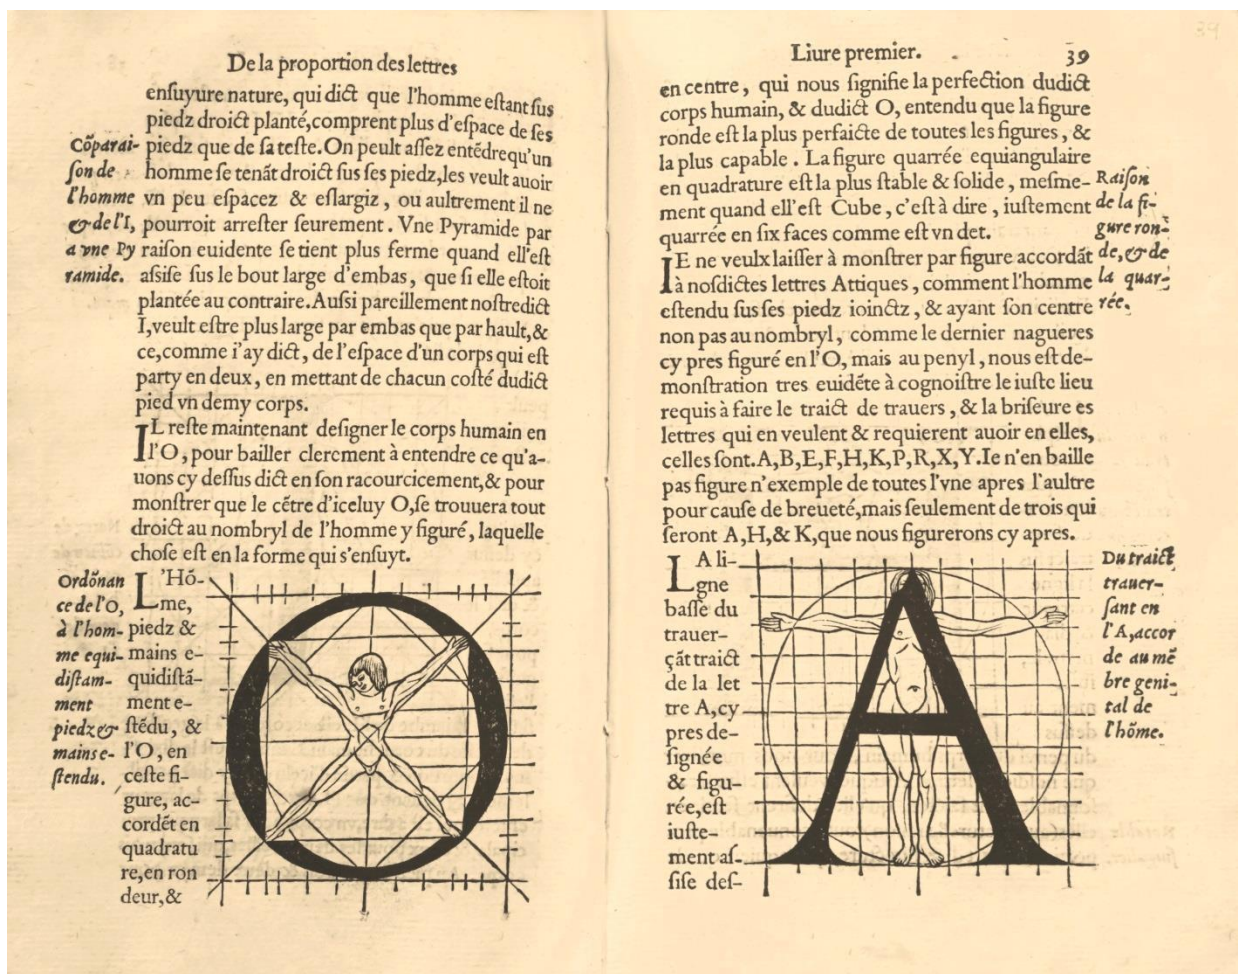 De la proportion des lettres
ensuyure nature, qui dict que l'homme estant sus
piedz droict planté,comprent plus d'espace de ses
piedz que de sa teste.On peult assez entẽdre qu'un
homme se tenãt droict sus ses piedz,les veult auoir
vn peu espacez & eslargiz, ou aultrement il ne
pourroit arrester seurement. Vne Pyramide par
raison euidente se tient plus ferme quand ell'est
assise sus le bout large d'embas, que si elle estoit
plantée au contraire. Aussi pareillement nostredict
I,veult estre plus large par embas que par hault,&
ce,comme i'ay dict, de l'espace d'un corps qui est
party en deux, en mettant de chacun costé dudict
pied vn demy corps.
Cõparai-
son de
l'homme
& de l'I,
a vne Py
ramide.
IL reste maintenant designer le corps humain en
l'O, pour bailler clerement à entendre ce qu'a-
uons cy dessus dict en son racourcicement,& pour
monstrer que le cẽtre d'iceluy O,se trouuera tout
droict au nombryl de l'homme y figuré, laquelle
chose est en la forme qui s'ensuyt.
Ordõnan
ce de l'O,
à l'hom-
me equi-
distam-
ment
piedz &
mains e-
stendu.
L'Hõ-
me,
piedz &
mains e-
quidistã-
ment e-
stẽdu, &
l'O, en
ceste fi-
gure, ac-
cordẽt en
quadratu
re,en ron
deur,&
Liure premier.
39
39
en centre, qui nous signifie la perfection dudict
corps humain, & dudict O, entendu que la figure
ronde est la plus perfaicte de toutes les figures, &
la plus capable. La figure quarrée equiangulaire
en quadrature est la plus stable & solide, mesme-
ment quand ell'est Cube, c'est à dire, iustement
quarrée en six faces comme est vn det.
Raison
de la fi-
gure ron-
de, & de
la quar-
rée.
IE ne veulx laisser à monstrer par figure accordãt
à nosdictes lettres Attiques, comment l'homme
estendu sus ses piedz ioinctz, & ayant son centre
non pas au nombryl, comme le dernier nagueres
cy pres figuré en l'O, mais au penyl, nous est de-
monstration tres euidẽte à cognoistre le iuste lieu
requis à faire le traict de trauers, & la briseure es
lettres qui en veulent & requierent auoir en elles,
celles sont.A,B,E,F,H,K,P,R,X,Y.Ie n'en baille
pas figure n'exemple de toutes l'vne apres l'aultre
pour cause de breueté,mais seulement de trois qui
seront A,H,& K,que nous figurerons cy apres.
LA li-
gne
basse du
trauer-
çãt traict
de la let
tre A,cy
pres de-
signée
& figu-
rée,est
iuste-
ment as-
sise des-
Du traict
trauer-
sant en
l'A,accor
de au mẽ
bre geni-
tal de
l'hõme.
O
A